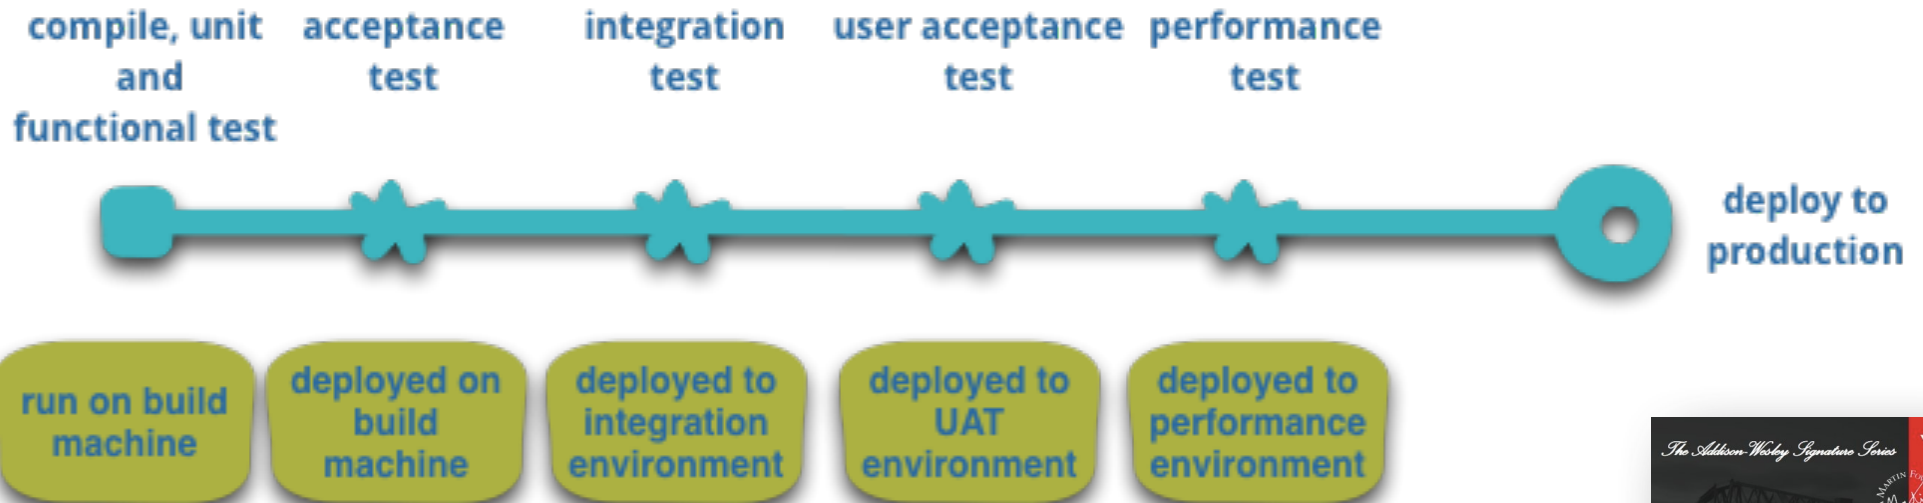 compile, unit
and
functional test
acceptance
test
integration
test
user acceptance
test
performance
test
deploy to
production
run on build
machine
deployed on
build
machine
deployed to
integration
environment
deployed to
UAT
environment
deployed to
performance
environment
The Addison-Wesley Signature Series
MARTIN